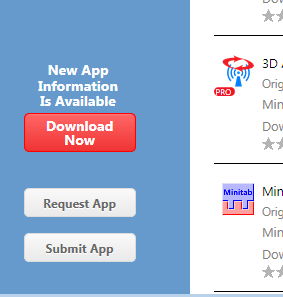 New App
Information
Is Available
Download
Now
Request App
Submit App
3D
PRO
Orig
Min
Dow
Minitab
Min
Orig
Min
Dow